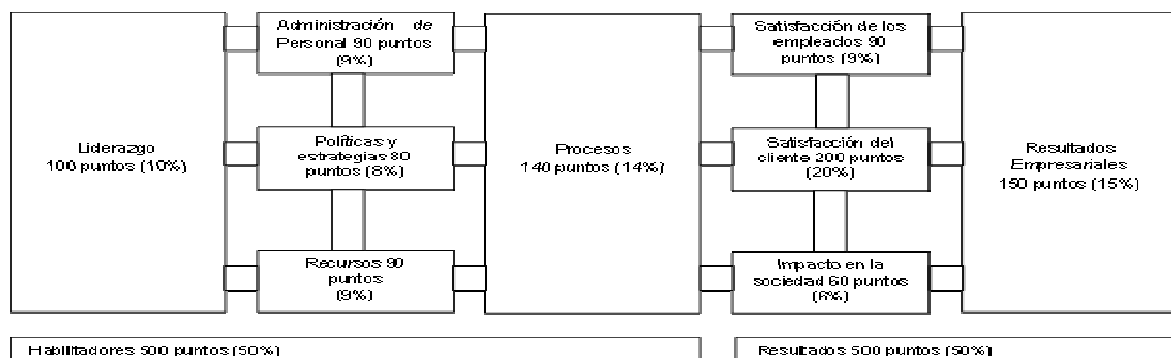 Administración de
Personal 90 puntos
(9%)
Satisfacción de los
empleados 90
puntos (9%)
Liderazgo
100 puntos (10%)
Políticas y
estrategias 80
puntos (8%)
Procesos
140 puntos (14%)
Satisfacción del
cliente 200 puntos
(20%)
Resultados
Empresariales
150 puntos (15%)
Recursos 90
puntos
(9%)
Impacto en la
sociedad 60 puntos
(6%)
Habilitadores 500 puntos (50%)
Resultados 500 puntos (50%)